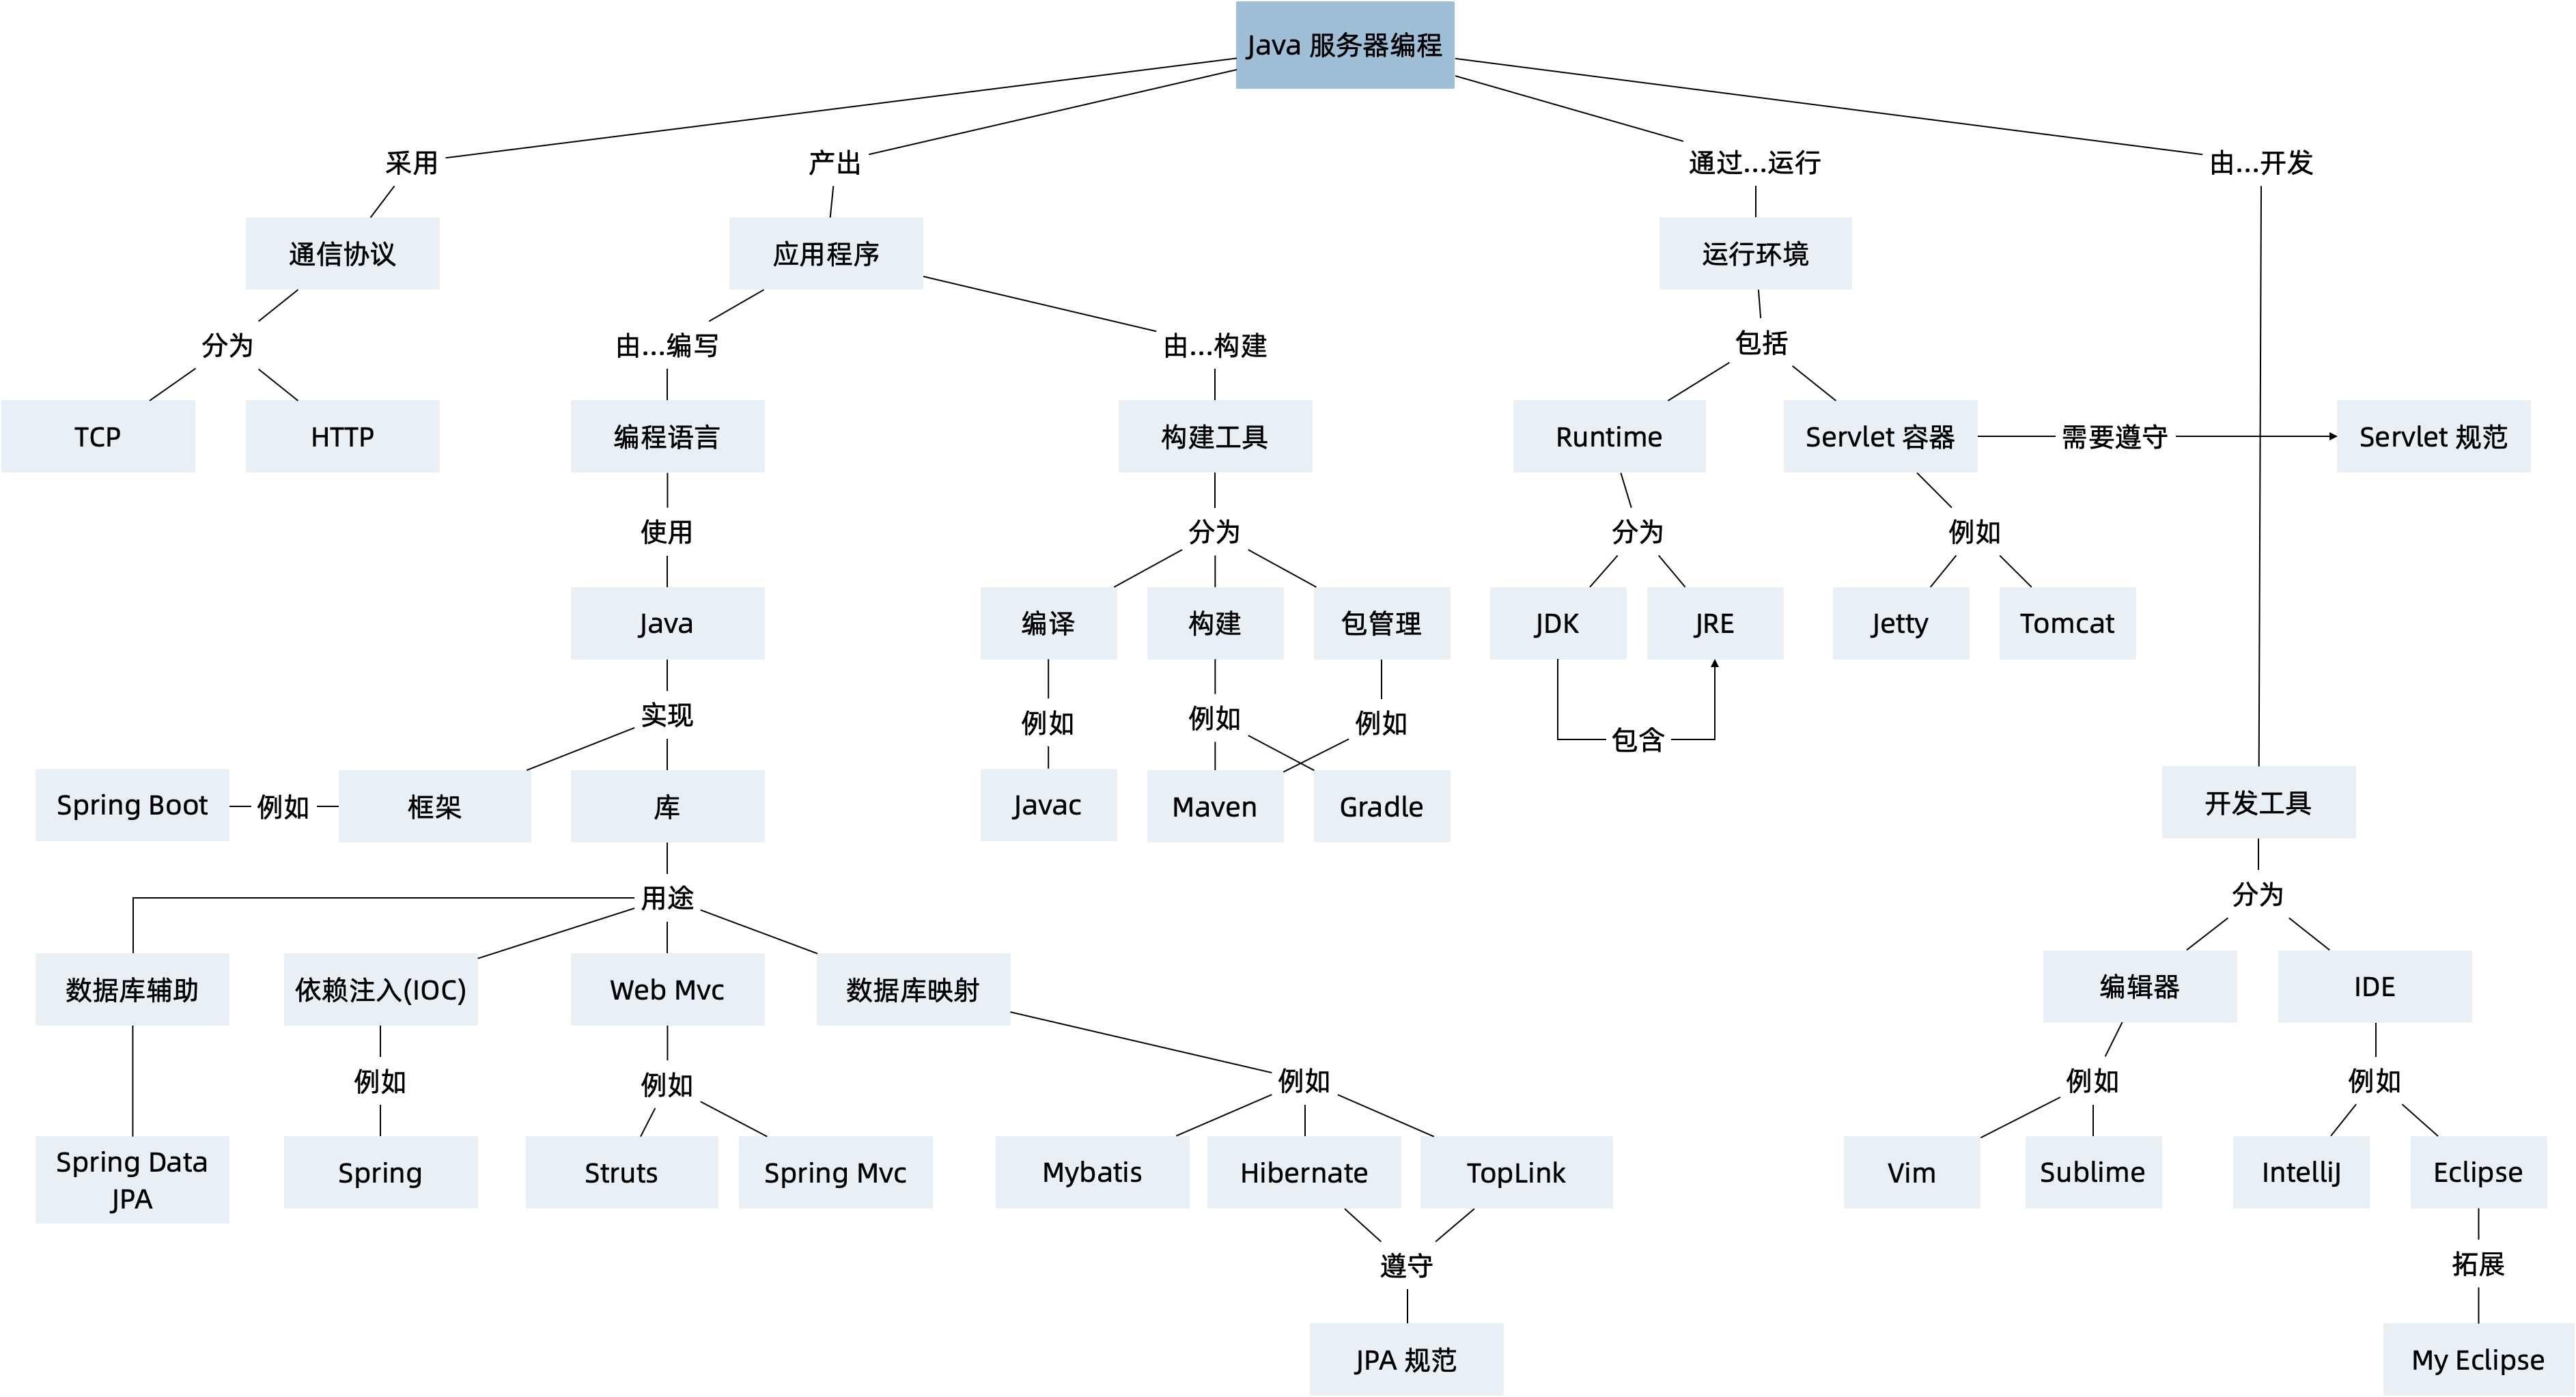 Java 服务器编程
采用
产出
通过...运行
由...开发
通信协议
应用程序
运行环境
分为
由...编写
由...构建
包括
TCP
HTTP
编程语言
构建工具
Runtime
Servlet 容器
需要遵守
Servlet 规范
使用
分为
分为
例如
Java
编译
构建
包管理
JDK
JRE
Jetty
Tomcat
实现
例如
例如
例如
包含
Spring Boot
例如
框架
库
Javac
Maven
Gradle
开发工具
用途
分为
数据库辅助
依赖注入(IOC)
Web Mvc
数据库映射
编辑器
IDE
例如
例如
例如
例如
例如
Spring Data
JPA
Spring
Struts
Spring Mvc
Mybatis
Hibernate
TopLink
Vim
Sublime
IntelliJ
Eclipse
遵守
拓展
JPA 规范
My Eclipse